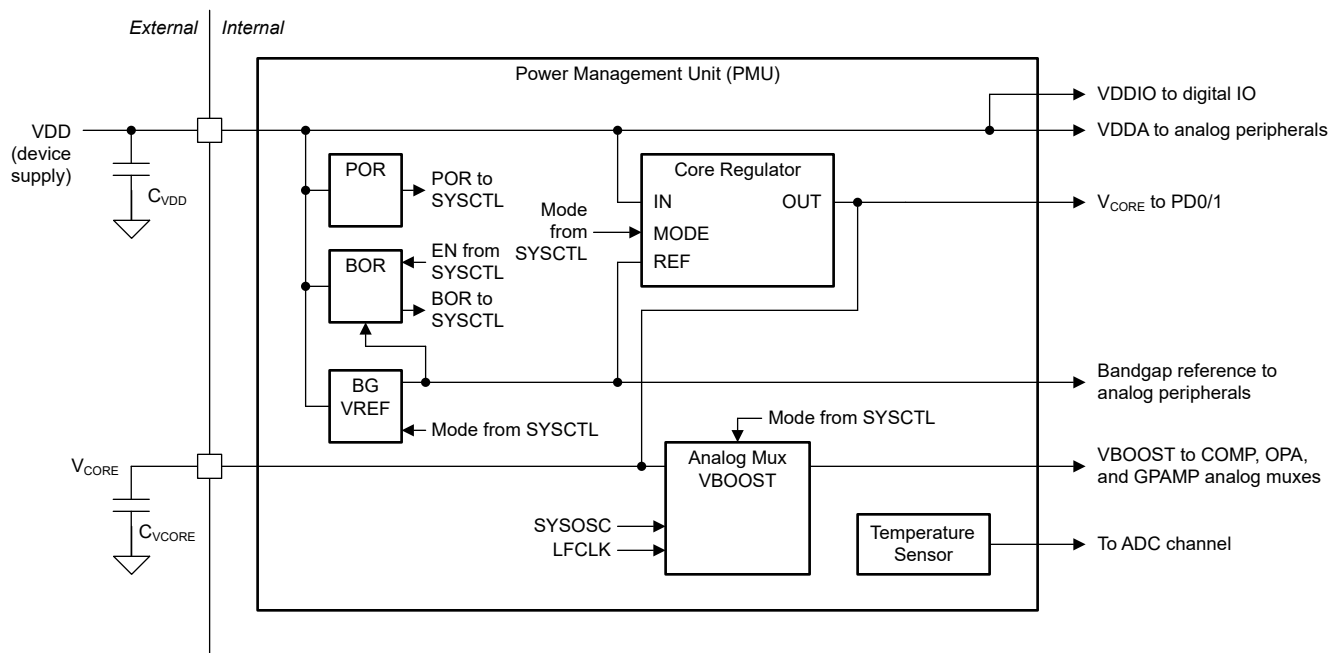 External
Internal
Power Management Unit (PMU)
VDD
(device
supply)
CVDD
POR
POR to
SYSCTL
BOR
EN from
SYSCTL
BOR to
SYSCTL
BG
VREF
Mode from SYSCTL
Core Regulator
IN
OUT
MODE
REF
Mode
from
SYSCTL
VDDIO to digital IO
VDDA to analog peripherals
VCORE to PD0/1
Bandgap reference to
analog peripherals
VCORE
CVCORE
Mode from SYSCTL
Analog Mux
VBOOST
SYSOSC
LFCLK
VBOOST to COMP, OPA,
and GPAMP analog muxes
Temperature
Sensor
To ADC channel